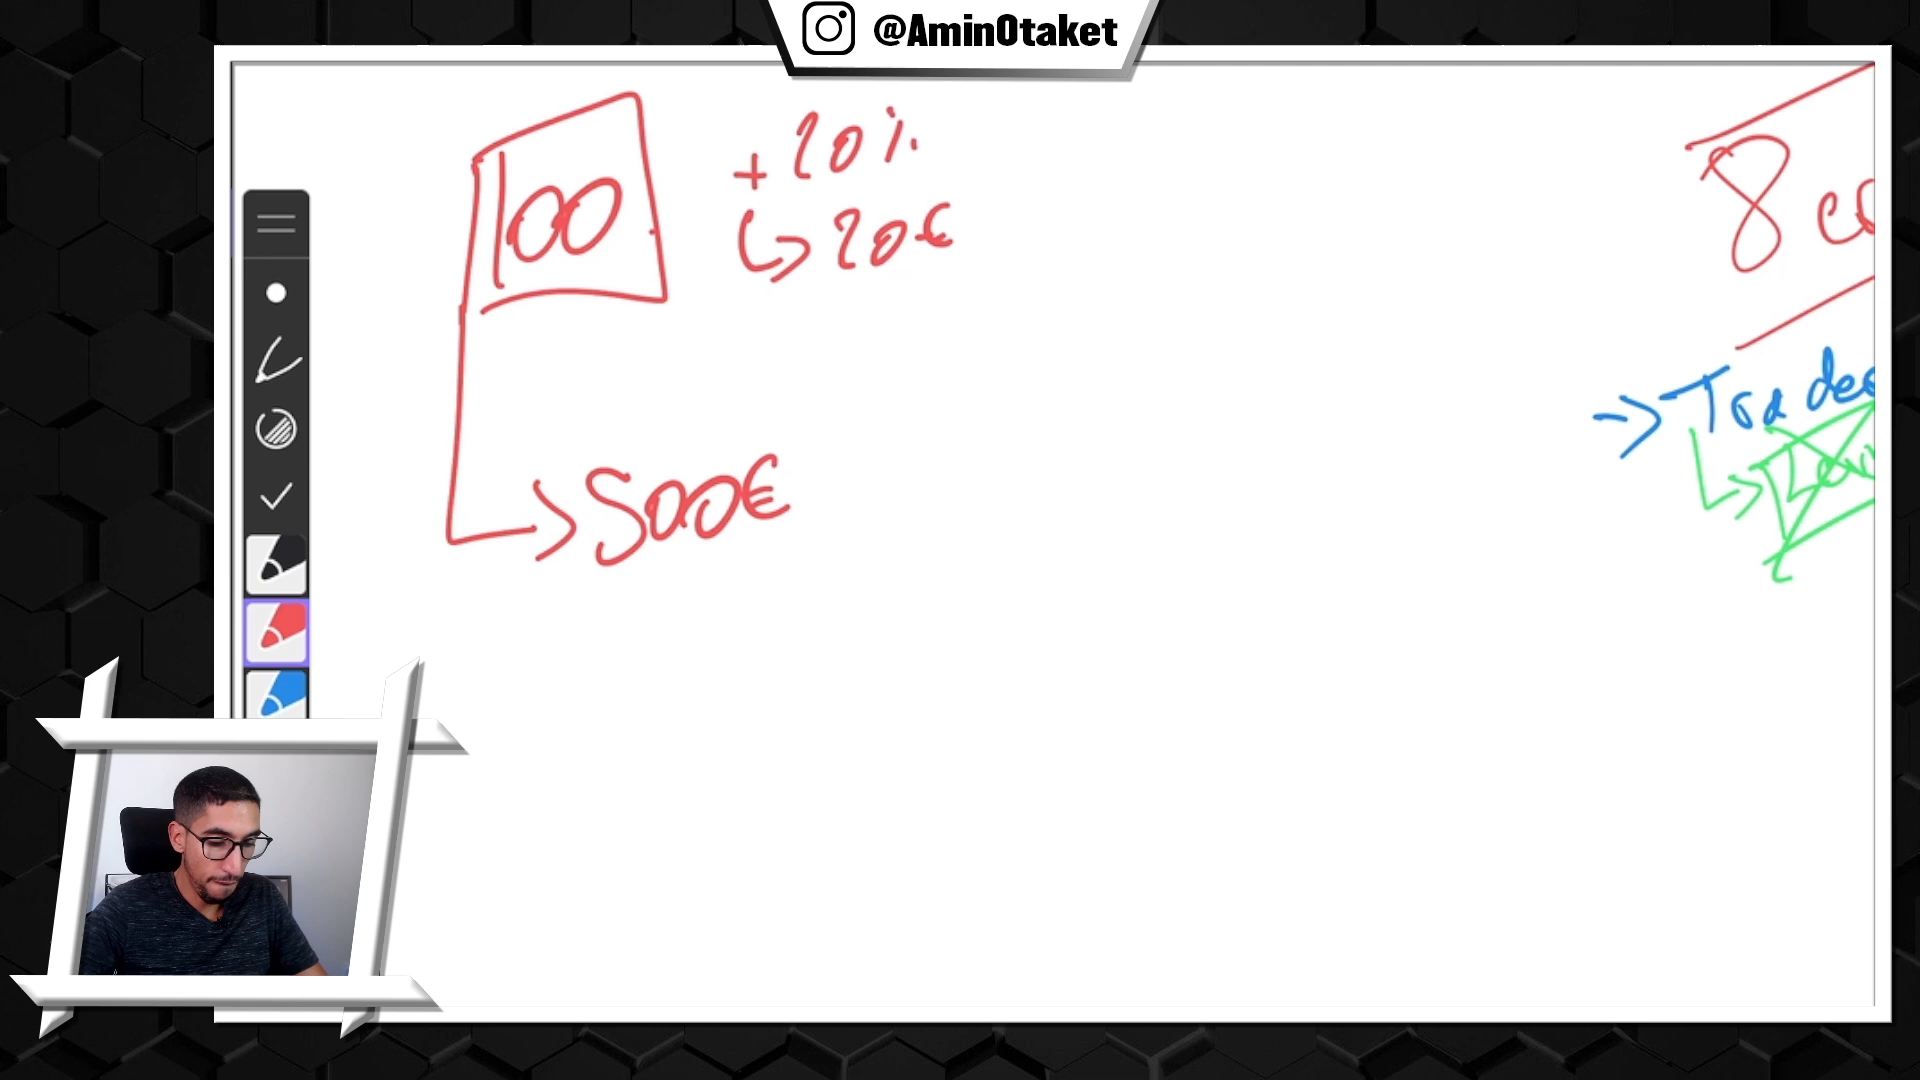 @AminOtaket
100
+ 20%
↳ 20€
→ 500€
8
→ Trade